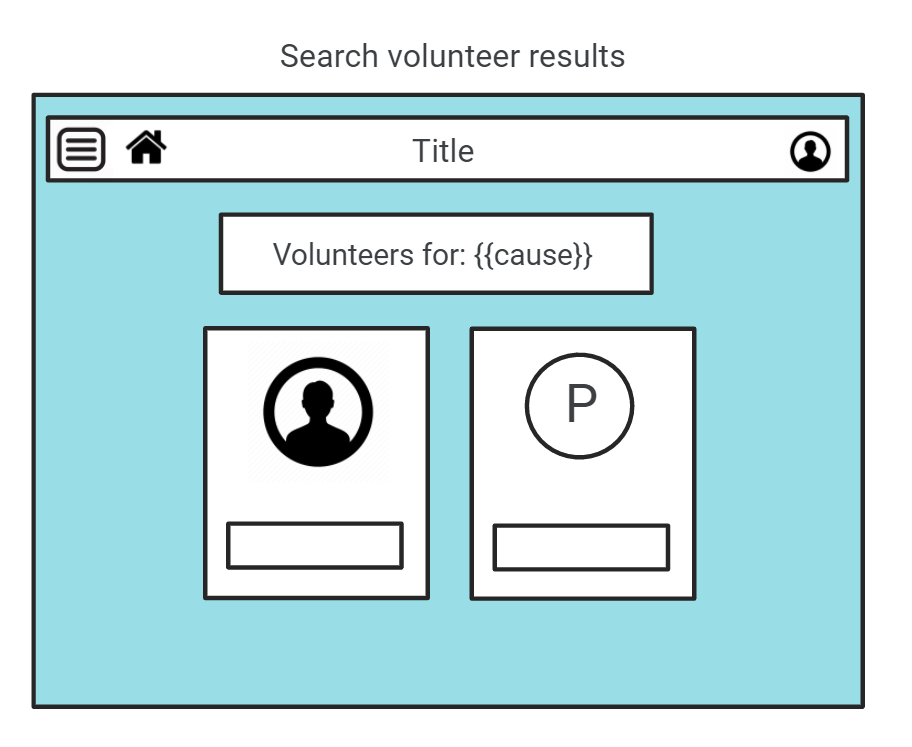 Search volunteer results
Title
Volunteers for: {{cause}}
P